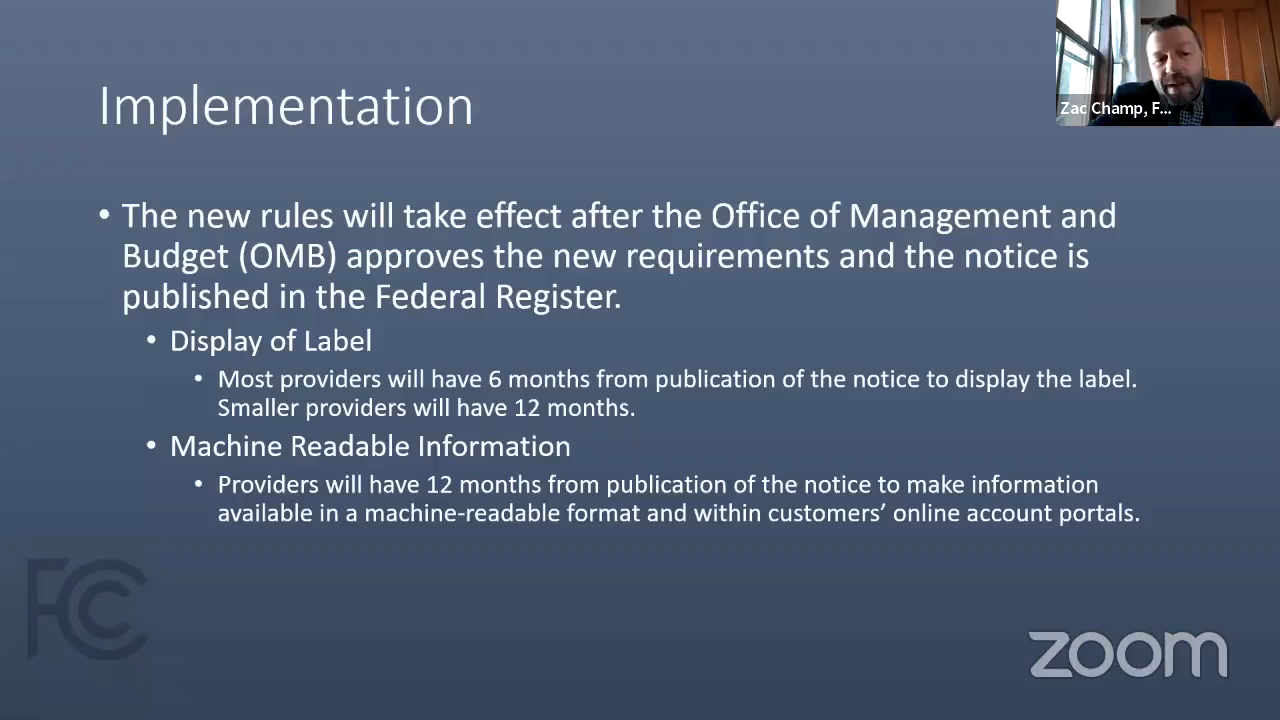 Zac Champ, F...
Implementation
• The new rules will take effect after the Office of Management and
Budget (OMB) approves the new requirements and the notice is
published in the Federal Register.
• Display of Label
• Most providers will have 6 months from publication of the notice to display the label.
Smaller providers will have 12 months.
• Machine Readable Information
• Providers will have 12 months from publication of the notice to make information
available in a machine-readable format and within customers’ online account portals.
FCC
zoom